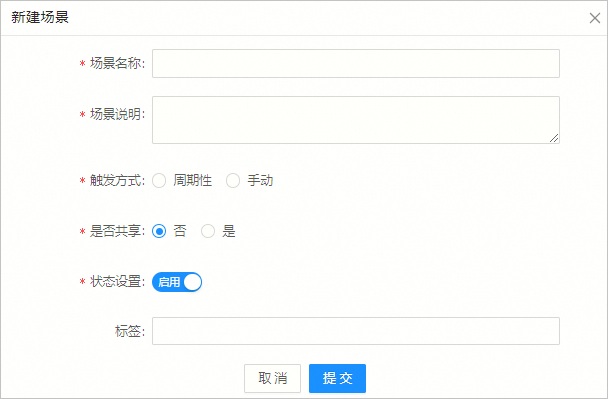 新建场景
* 场景名称:
* 场景说明:
* 触发方式: 周期性 手动
* 是否共享: 否 是
* 状态设置: 启用
标签:
取消 提交